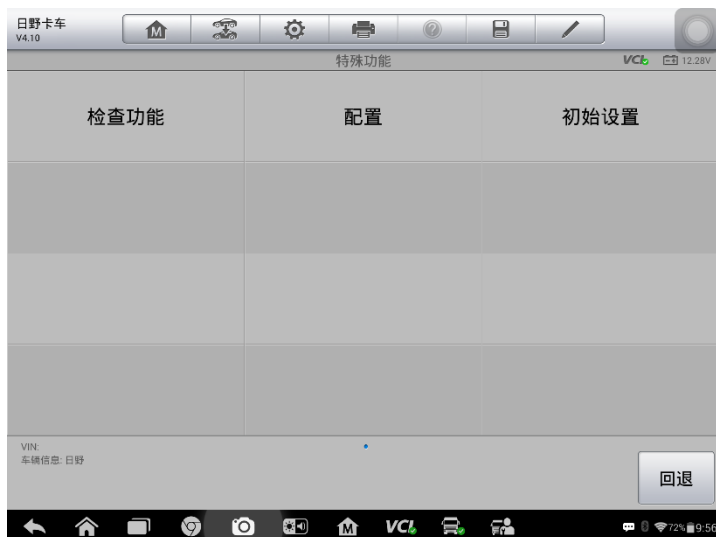 日野卡车
V4.10
M
特殊功能
VCI
12.28V
检查功能
配置
初始设置
VIN:
车辆信息: 日野
回退
M
VCI
72%
9:56